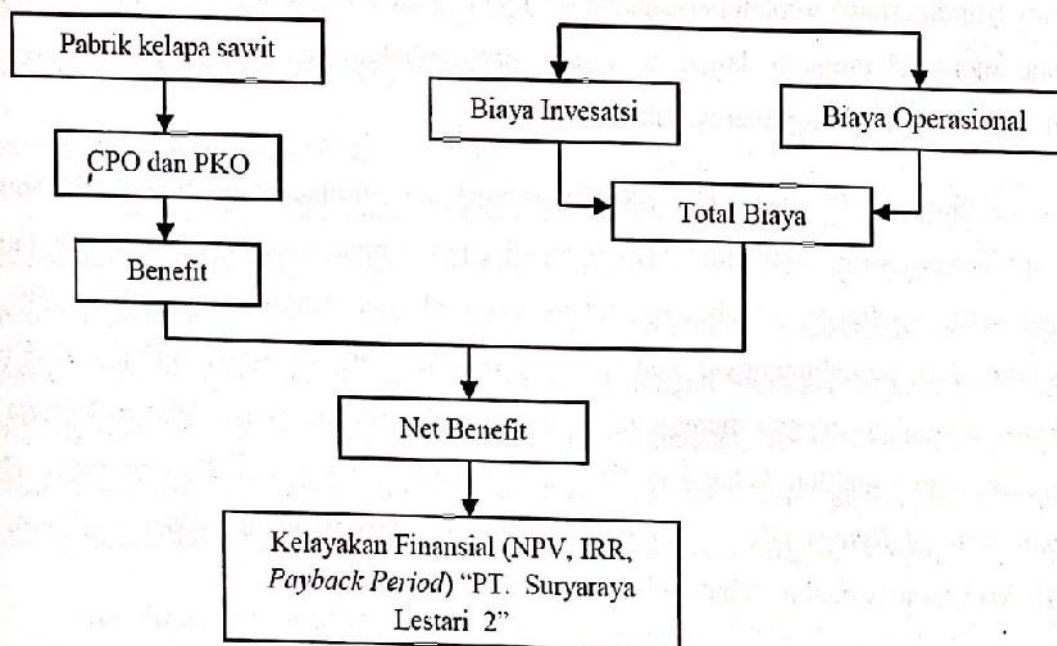 Pabrik kelapa sawit
CPO dan PKO
Benefit
Biaya Invesatsi
Biaya Operasional
Total Biaya
Net Benefit
Kelayakan Finansial (NPV, IRR,
Payback Period) “PT. Suryaraya
Lestari 2”